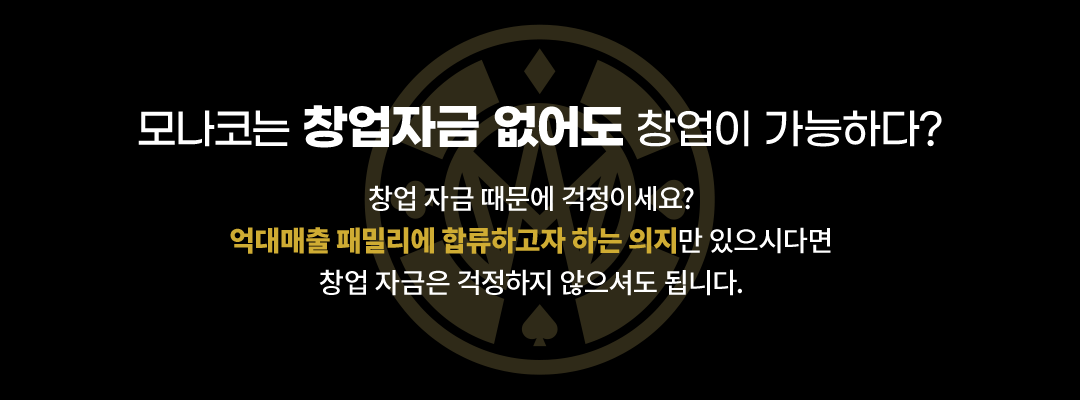 모나코는 창업자금 없어도 창업이 가능하다?
창업 자금 때문에 걱정이세요?
억대매출 패밀리에 합류하고자 하는 의지만 있으시다면
창업 자금은 걱정하지 않으셔도 됩니다.